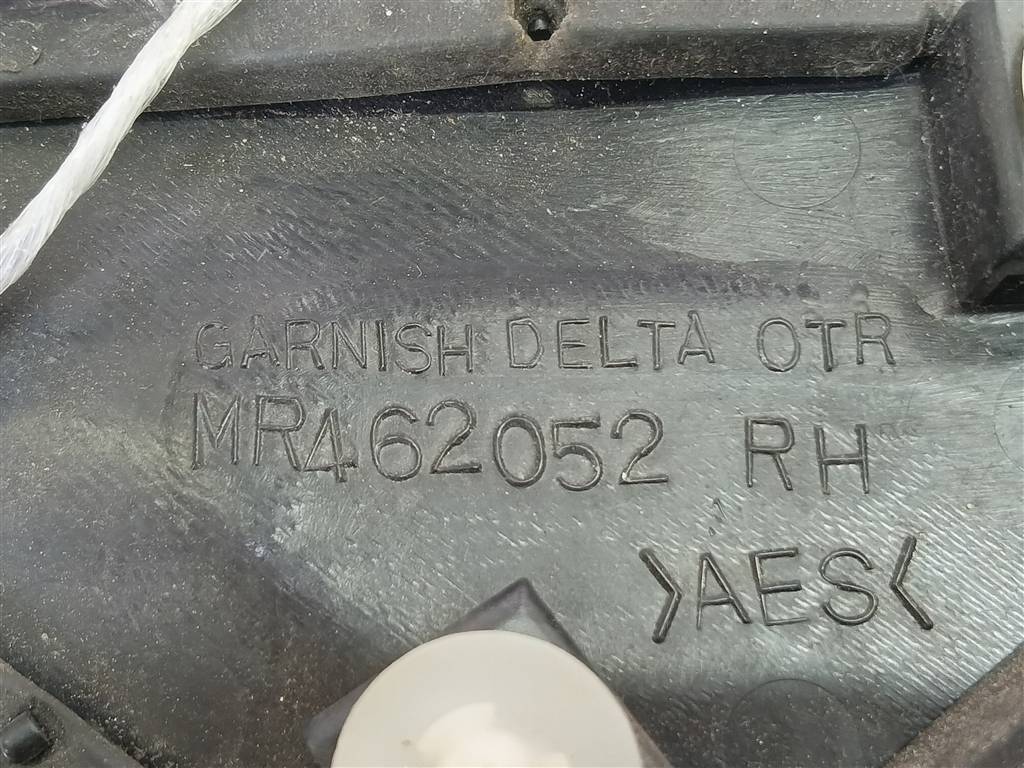 GARNISH DELTA OTR
MR462052 RH
>AES<